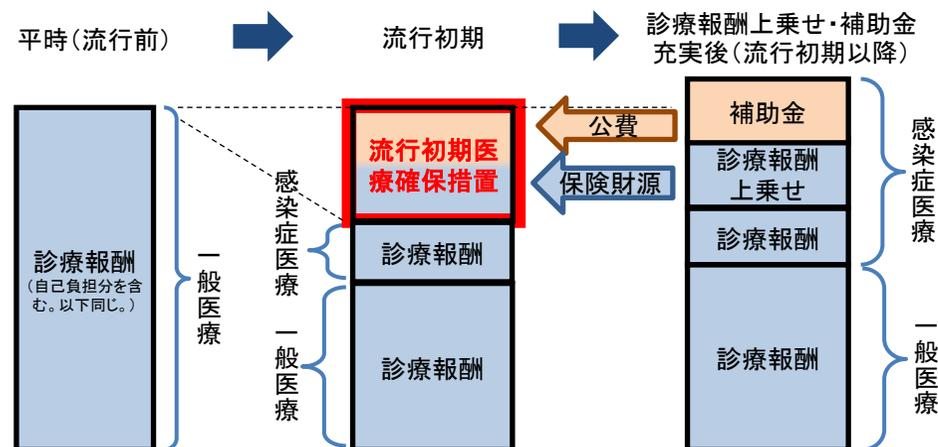 平時(流行前)
流行初期
診療報酬上乗せ・補助金
充実後(流行初期以降)
診療報酬
(自己負担分を含
む。以下同じ。)
一般医療
流行初期医
療確保措置
診療報酬
診療報酬
感染症医療
一般医療
公費
保険財源
補助金
診療報酬
上乗せ
診療報酬
診療報酬
感染症医療
一般医療